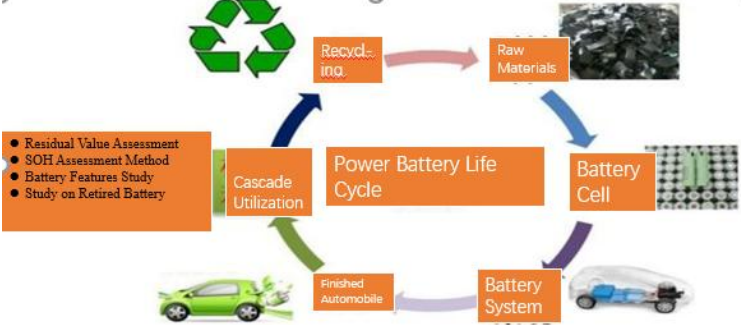 Recycl-
ing.
Raw
Materials
● Residual Value Assessment
● SOH Assessment Method
● Battery Features Study
● Study on Retired Battery
Cascade
Utilization
Power Battery Life
Cycle
Battery
Cell
Finished
Automobile
Battery
System